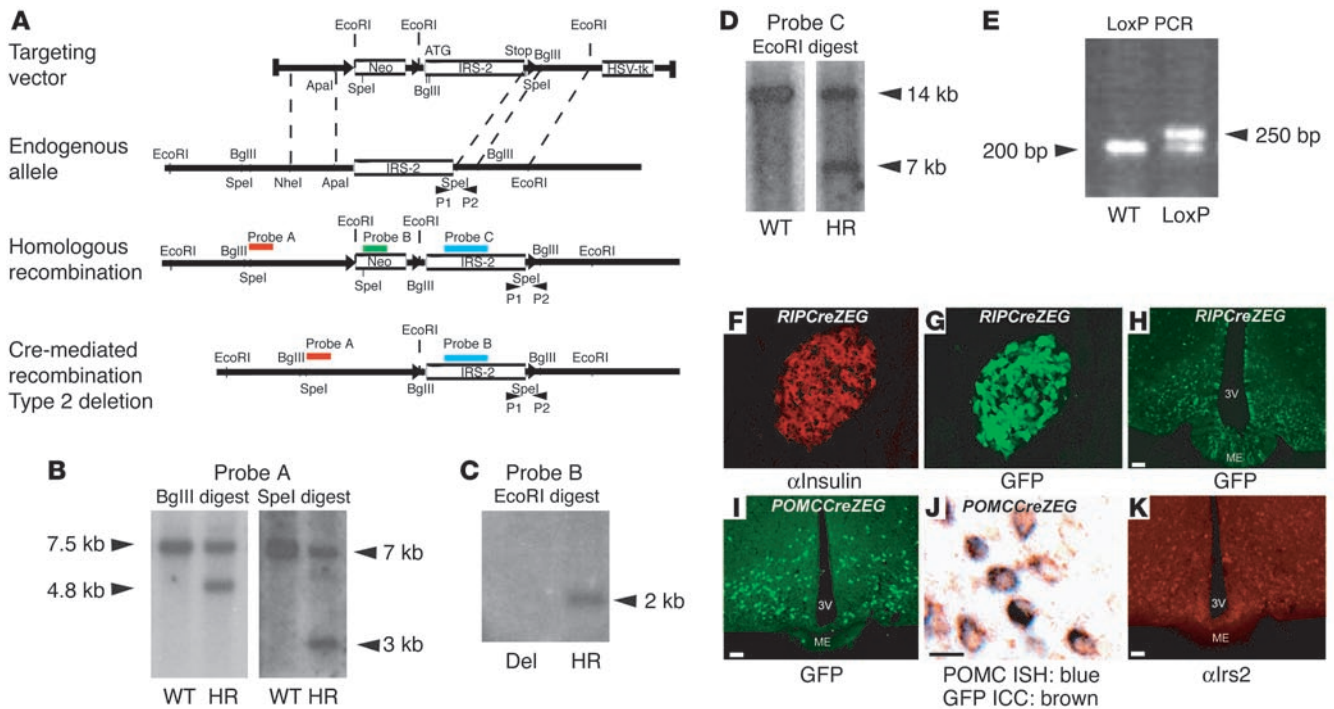 A
Targeting
vector
EcoRI EcoRI EcoRI
ATG Stop BglII
Neo IRS-2 HSV-tk
ApaI SpeI BglII SpeI
Endogenous
allele
EcoRI BglII BglII
IRS-2
SpeI NheI ApaI SpeI EcoRI
P1 P2
Homologous
recombination
EcoRI EcoRI
Probe A Probe B Probe C
EcoRI BglII BglII EcoRI
Neo IRS-2
SpeI SpeI BglII SpeI
P1 P2
Cre-mediated
recombination
Type 2 deletion
EcoRI
Probe A Probe B
EcoRI BglII BglII EcoRI
IRS-2
SpeI BglII SpeI
P1 P2
B Probe A
BglII digest SpeI digest
7.5 kb 7 kb
4.8 kb
3 kb
WT HR WT HR
C Probe B
EcoRI digest
2 kb
Del HR
D Probe C
EcoRI digest
14 kb
7 kb
WT HR
E LoxP PCR
250 bp
200 bp
WT LoxP
F RIPCreZEG
αInsulin
G RIPCreZEG
GFP
H RIPCreZEG
3V
ME
GFP
I POMCCreZEG
3V
ME
GFP
J POMCCreZEG
POMC ISH: blue
GFP ICC: brown
K
3V
ME
αIrs2